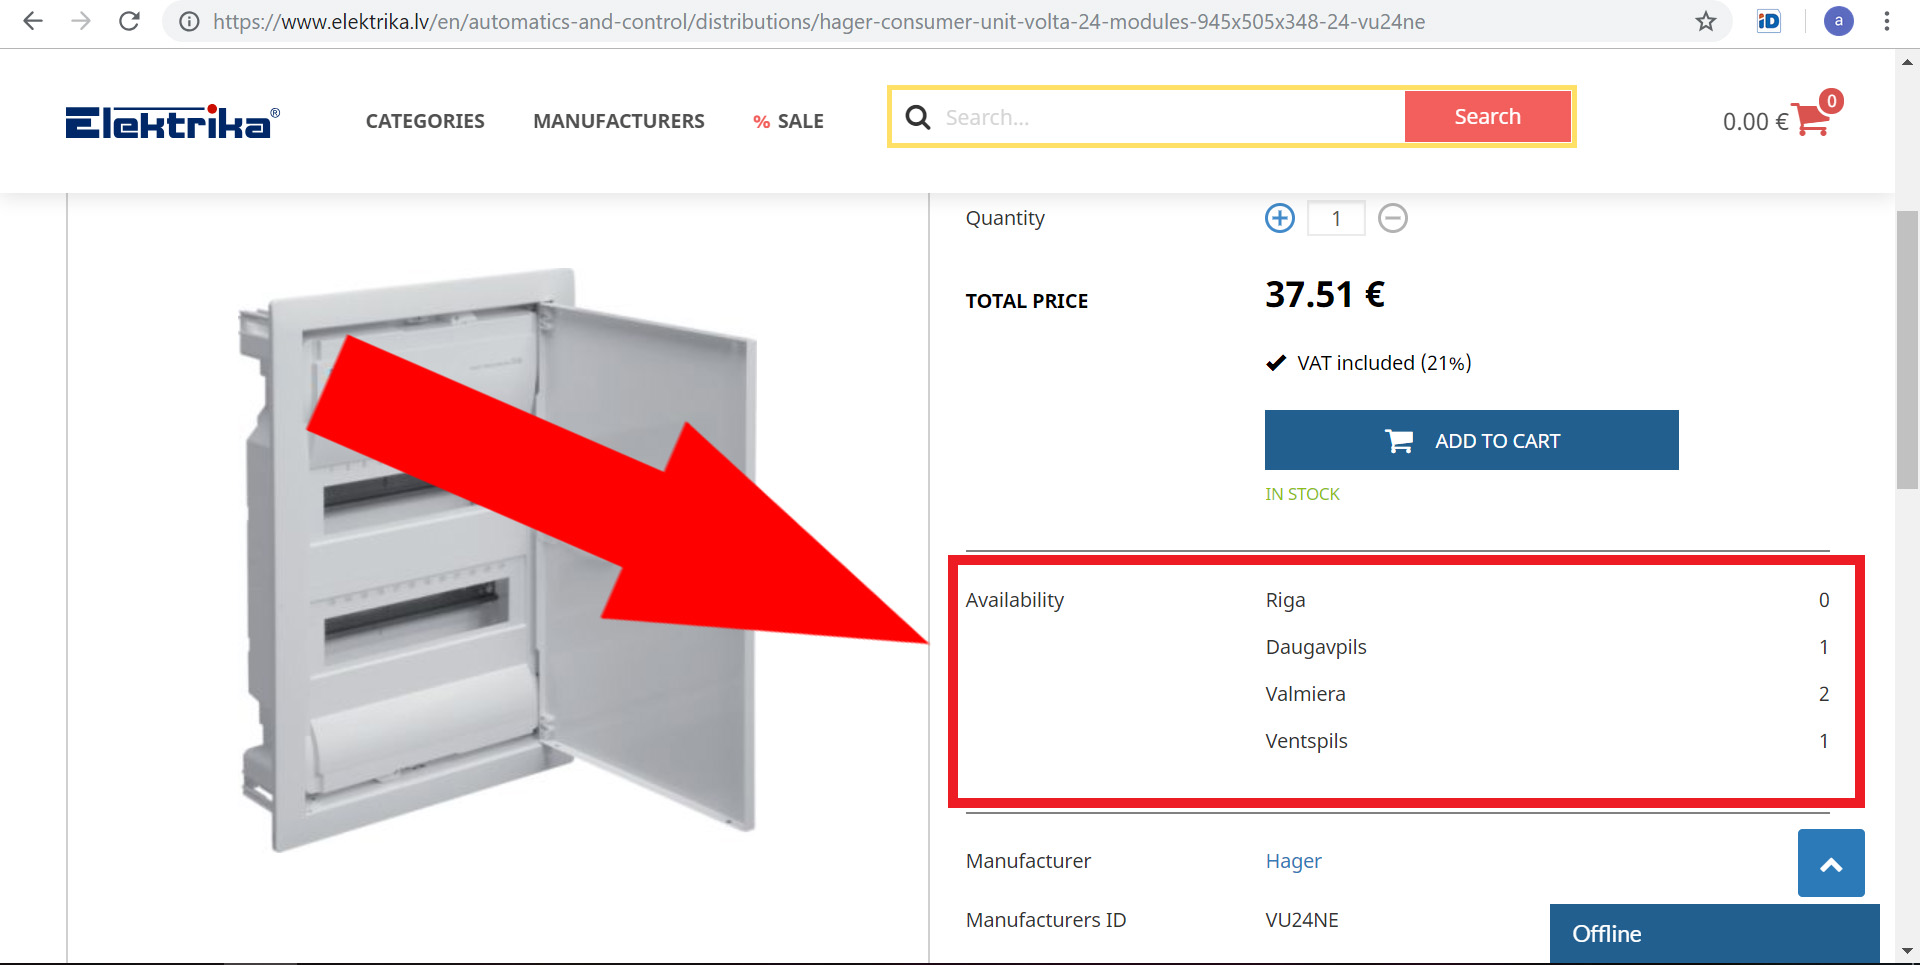 https://www.elektrika.lv/en/automatics-and-control/distributions/hager-consumer-unit-volta-24-modules-945x505x348-24-vu24ne
iD
a
Elektrika®
CATEGORIES
MANUFACTURERS
% SALE
Search...
Search
0.00 €
0
Quantity
1
TOTAL PRICE
37.51 €
VAT included (21%)
ADD TO CART
IN STOCK
Availability
Riga 0
Daugavpils 1
Valmiera 2
Ventspils 1
Manufacturer
Hager
Manufacturers ID
VU24NE
Offline